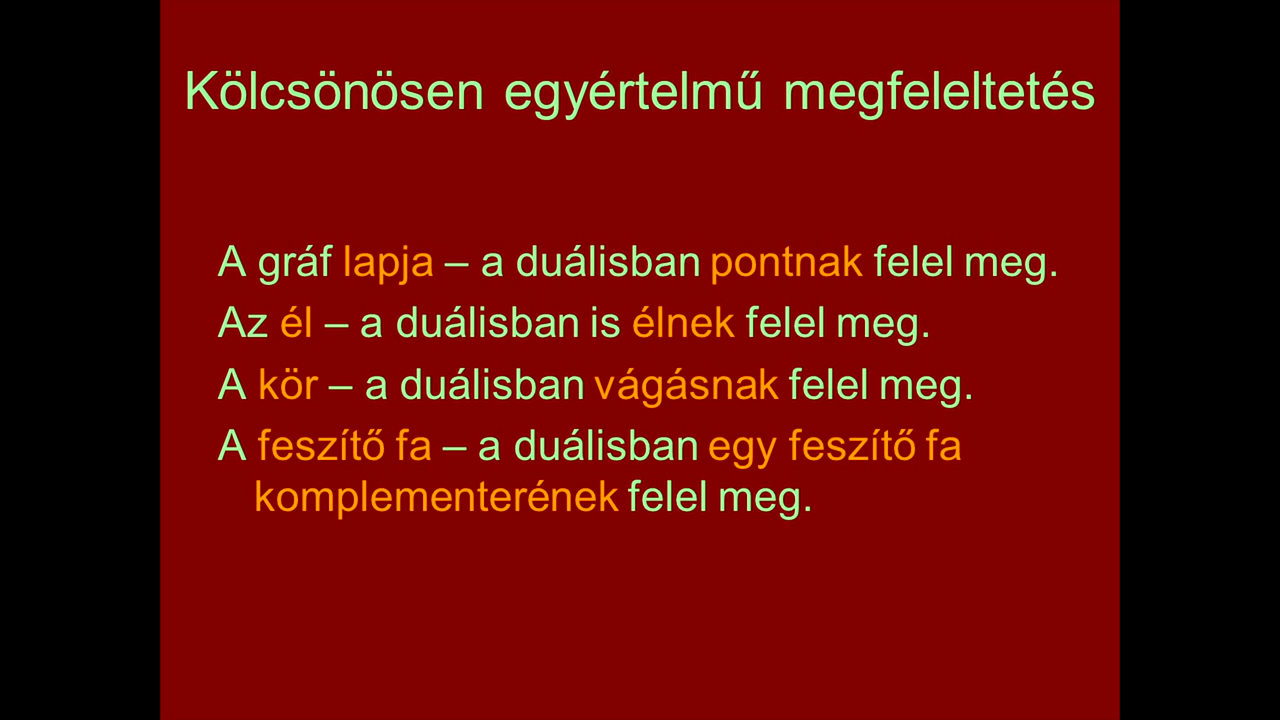 Kölcsönösen egyértelmű megfeleltetés
A gráf lapja – a duálisban pontnak felel meg.
Az él – a duálisban is élnek felel meg.
A kör – a duálisban vágásnak felel meg.
A feszítő fa – a duálisban egy feszítő fa
komplementerének felel meg.